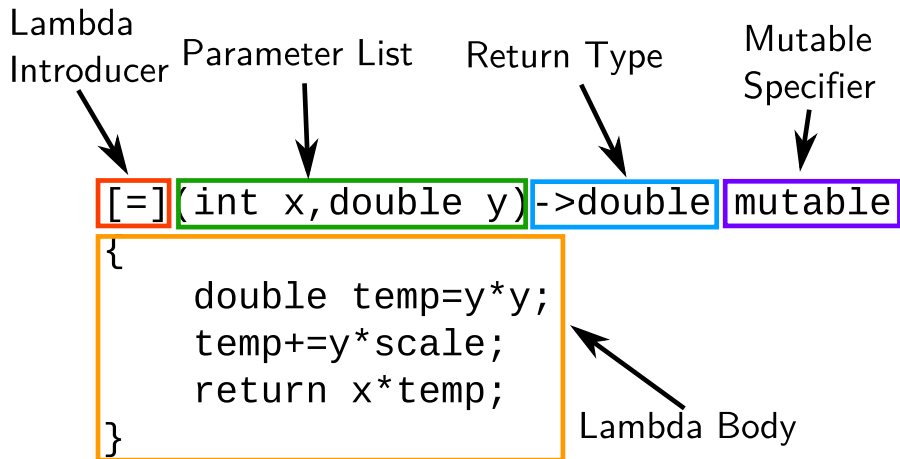 Lambda
Introducer
Parameter List
Return Type
Mutable
Specifier
[=](int x,double y)->double mutable
{
double temp=y*y;
temp+=y*scale;
return x*temp;
}
Lambda Body